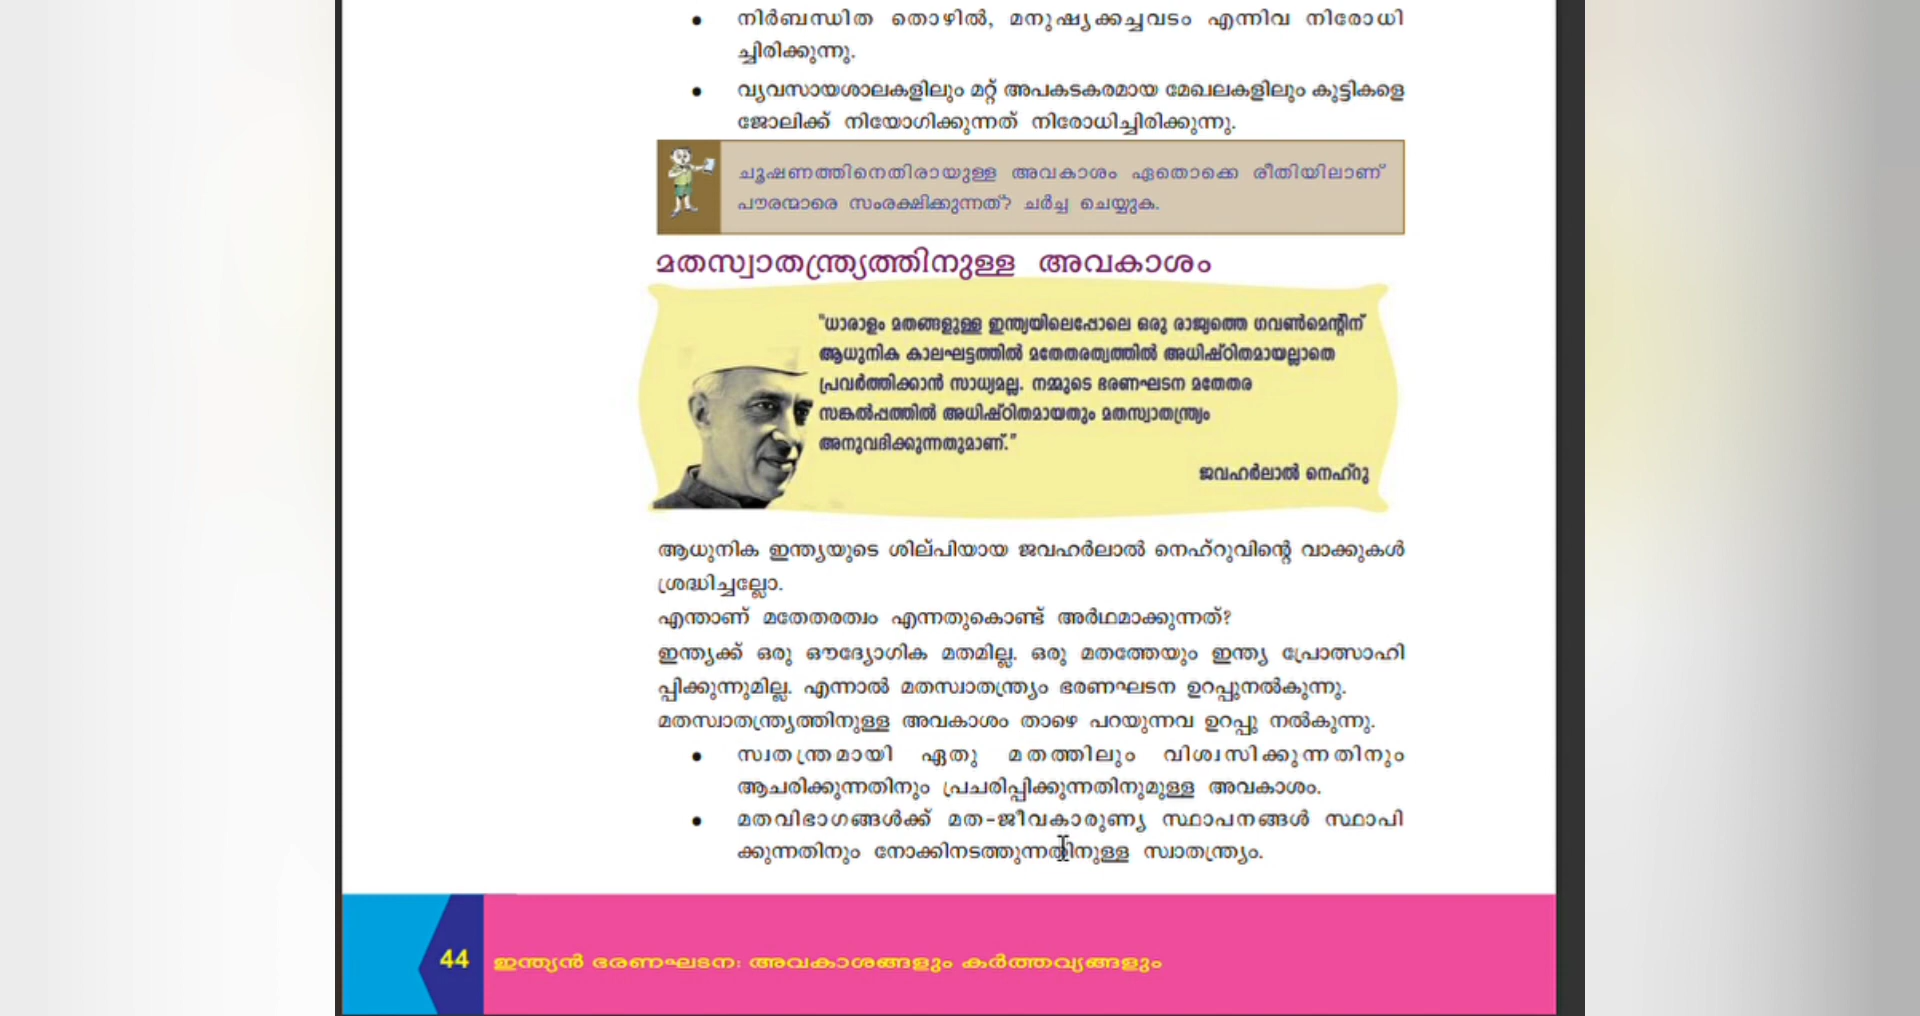 • നിർബന്ധിത തൊഴിൽ, മനുഷ്യക്കച്ചവടം എന്നിവ നിരോധി
ച്ചിരിക്കുന്നു.
• വ്യവസായശാലകളിലും മറ്റ് അപകടകരമായ മേഖലകളിലും കുട്ടികളെ
ജോലിക്ക് നിയോഗിക്കുന്നത് നിരോധിച്ചിരിക്കുന്നു.
ചൂഷണത്തിനെതിരായുള്ള അവകാശം ഏതൊക്കെ രീതിയിലാണ്
പൗരന്മാരെ സംരക്ഷിക്കുന്നത്? ചർച്ച ചെയ്യുക.
മതസ്വാതന്ത്ര്യത്തിനുള്ള അവകാശം
"ധാരാളം മതങ്ങളുള്ള ഇന്ത്യയിലെപ്പോലെ ഒരു രാജ്യത്തെ ഗവൺമെന്റിന്
ആധുനിക കാലഘട്ടത്തിൽ മതേതരത്വത്തിൽ അധിഷ്ഠിതമായല്ലാതെ
പ്രവർത്തിക്കാൻ സാധ്യമല്ല. നമ്മുടെ ഭരണഘടന മതേതര
സങ്കൽപ്പത്തിൽ അധിഷ്ഠിതമായതും മതസ്വാതന്ത്ര്യം
അനുവദിക്കുന്നതുമാണ്."
ജവഹർലാൽ നെഹ്റു
ആധുനിക ഇന്ത്യയുടെ ശില്പിയായ ജവഹർലാൽ നെഹ്റുവിന്റെ വാക്കുകൾ
ശ്രദ്ധിച്ചല്ലോ.
എന്താണ് മതേതരത്വം എന്നതുകൊണ്ട് അർഥമാക്കുന്നത്?
ഇന്ത്യക്ക് ഒരു ഔദ്യോഗിക മതമില്ല. ഒരു മതത്തേയും ഇന്ത്യ പ്രോത്സാഹി
പ്പിക്കുന്നുമില്ല. എന്നാൽ മതസ്വാതന്ത്ര്യം ഭരണഘടന ഉറപ്പുനൽകുന്നു.
മതസ്വാതന്ത്ര്യത്തിനുള്ള അവകാശം താഴെ പറയുന്നവ ഉറപ്പു നൽകുന്നു.
• സ്വതന്ത്രമായി ഏതു മതത്തിലും വിശ്വസിക്കുന്നതിനും
ആചരിക്കുന്നതിനും പ്രചരിപ്പിക്കുന്നതിനുമുള്ള അവകാശം.
• മതവിഭാഗങ്ങൾക്ക് മത-ജീവകാരുണ്യ സ്ഥാപനങ്ങൾ സ്ഥാപി
ക്കുന്നതിനും നോക്കിനടത്തുന്നതിനുള്ള സ്വാതന്ത്ര്യം.
44 ഇന്ത്യൻ ഭരണഘടന: അവകാശങ്ങളും കർത്തവ്യങ്ങളും